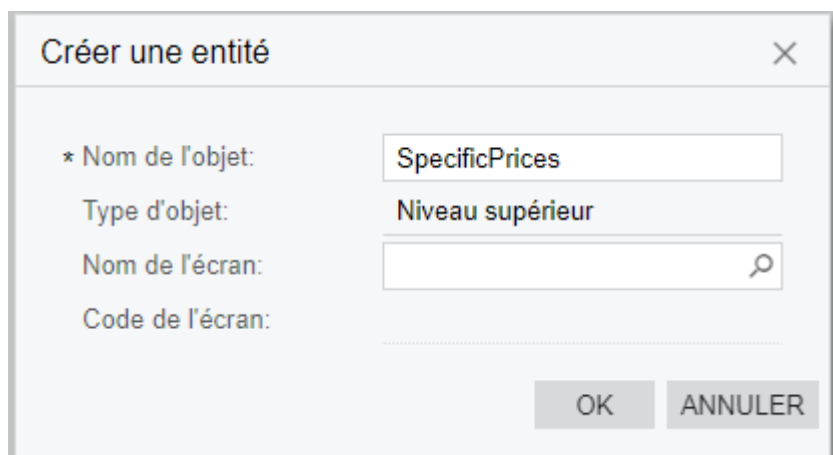 Créer une entité
* Nom de l'objet: SpecificPrices
Type d'objet: Niveau supérieur
Nom de l'écran:
Code de l'écran:
OK ANNULER